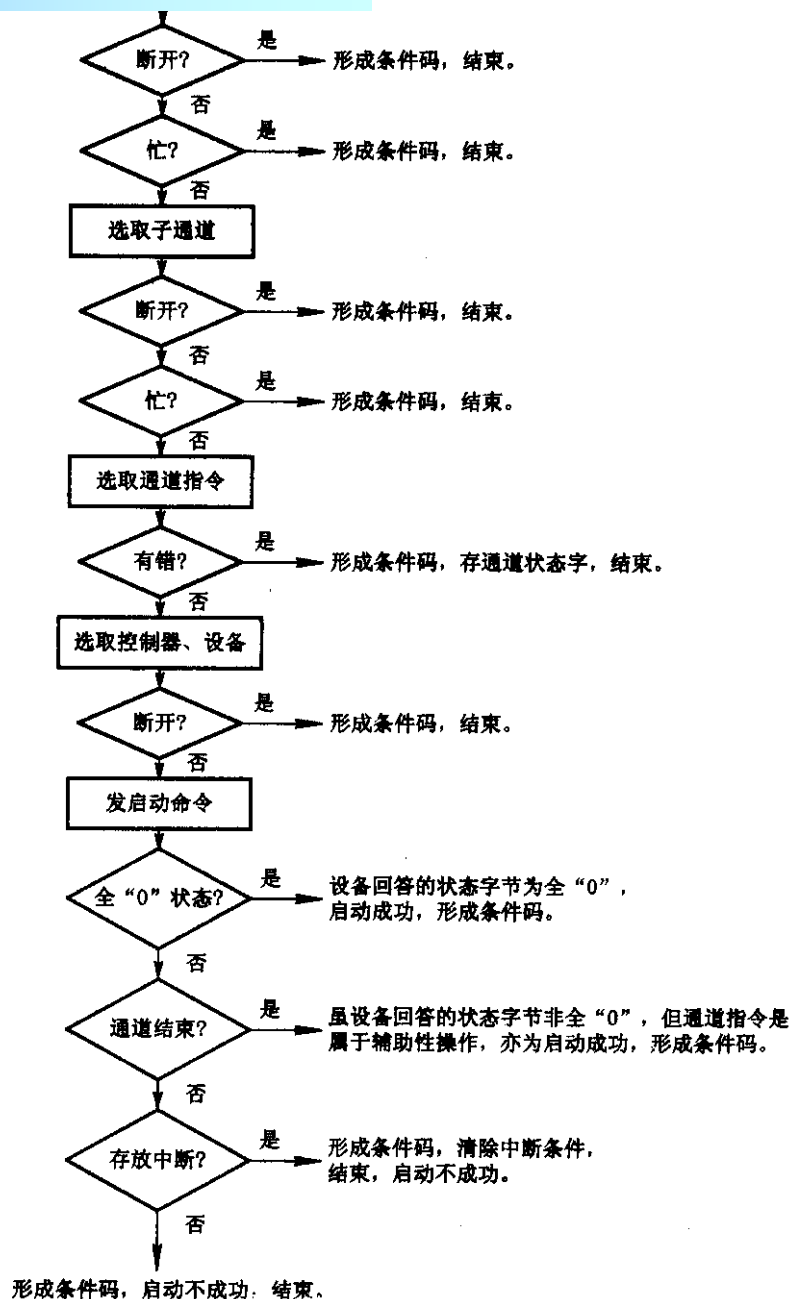 断开?
是
形成条件码，结束。
否
忙?
是
形成条件码，结束。
否
选取子通道
断开?
是
形成条件码，结束。
否
忙?
是
形成条件码，结束。
否
选取通道指令
有错?
是
形成条件码，存通道状态字，结束。
否
选取控制器、设备
断开?
是
形成条件码，结束。
否
发启动命令
全“0”状态?
是
设备回答的状态字节为全“0”，
启动成功，形成条件码。
否
通道结束?
是
虽设备回答的状态字节非全“0”，但通道指令是
属于辅助性操作，亦为启动成功，形成条件码。
否
存放中断?
是
形成条件码，清除中断条件，
结束，启动不成功。
否
形成条件码，启动不成功．结束。